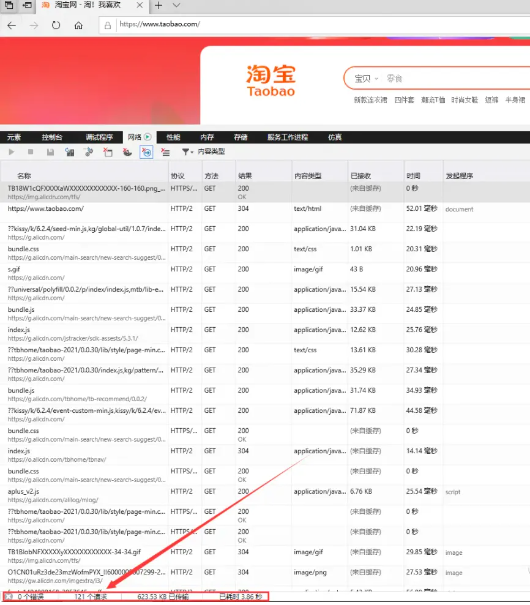 淘宝网 - 淘！我喜欢
https://www.taobao.com/
淘宝
Taobao
宝贝 零食
新款连衣裙 四件套 潮流T恤 时尚女鞋 短裤 半身裙
元素 控制台 调试程序 网络 性能 内存 存储 服务工作进程 仿真
内容类型
名称 协议 方法 结果 内容类型 已接收 时间 发起程序
HTTPS/... GET 200 (来自缓存) 0 秒
https://img.alicdn.com/tfs/ OK
https://www.taobao.com/ HTTP/2 GET 304 text/html (来自缓存) 52.01 毫秒 document
??kissy/k/6.2.4/seed-min.js,kg/global-util/1.0.7/inde... HTTP/2 GET 200 application/java... 31.04 KB 22.19 毫秒
https://g.alicdn.com/
bundle.css HTTP/2 GET 200 text/css 1.01 KB 20.31 毫秒
https://g.alicdn.com/main-search/new-search-suggest/0...
s.gif HTTP/2 GET 200 image/gif 43 B 20.96 毫秒
https://g.alicdn.com/
??universal/polyfill/0.0.2/p/index/index.js,mtb/lib-e... HTTP/2 GET 200 application/java... 15.54 KB 27.13 毫秒
https://g.alicdn.com/
bundle.js HTTP/2 GET 200 application/java... 33.37 KB 24.85 毫秒
https://g.alicdn.com/main-search/new-search-suggest/0...
index.js HTTP/2 GET 200 application/java... 12.62 KB 25.76 毫秒
https://g.alicdn.com/jstracker/sdk-assests/5.3.1/
??tbhome/taobao-2021/0.0.30/lib/style/page-min.c... HTTP/2 GET 200 text/css 13.61 KB 30.28 毫秒
https://g.alicdn.com/
??tbhome/taobao-2021/0.0.30/index.js,kg/pattern/... HTTP/2 GET 200 application/java... 35.29 KB 27.34 毫秒
https://g.alicdn.com/
bundle.js HTTP/2 GET 200 application/java... 31.74 KB 34.93 毫秒
https://g.alicdn.com/tbhome/tb-recommend/0.0.2/
??kissy/k/6.2.4/event-custom-min.js,kissy/k/6.2.4/ev... HTTP/2 GET 200 application/java... 71.87 KB 44.58 毫秒
https://g.alicdn.com/
bundle.js HTTPS/... GET 200 (来自缓存) 0 秒
https://g.alicdn.com/main-search/new-search-suggest/0... OK
index.js HTTP/2 GET 304 application/java... (来自缓存) 14.14 毫秒
https://g.alicdn.com/tbhome/tbnav/
bundle.css HTTPS/... GET 200 (来自缓存) 0 秒
https://g.alicdn.com/main-search/new-search-suggest/0... OK
aplus_v2.js HTTP/2 GET 200 application/java... 6.76 KB 25.54 毫秒 script
https://g.alicdn.com/alilog/mlog/
??tbhome/taobao-2021/0.0.30/lib/style/page-min.c... HTTPS/... GET 200 (来自缓存) 0 秒
https://g.alicdn.com/ OK
??tbhome/taobao-2021/0.0.30/lib/style/page-min.c... HTTPS/... GET 200 (来自缓存) 0 秒
https://g.alicdn.com/ OK
HTTP/2 GET 304 image/gif (来自缓存) 29.85 毫秒 image
https://img.alicdn.com/tfs/
HTTP/2 GET 304 image/png (来自缓存) 27.53 毫秒 image
https://gw.alicdn.com/imgextra/i3/
0 个错误 121 个请求 623.53 KB 已传输 已耗时 3.86 秒